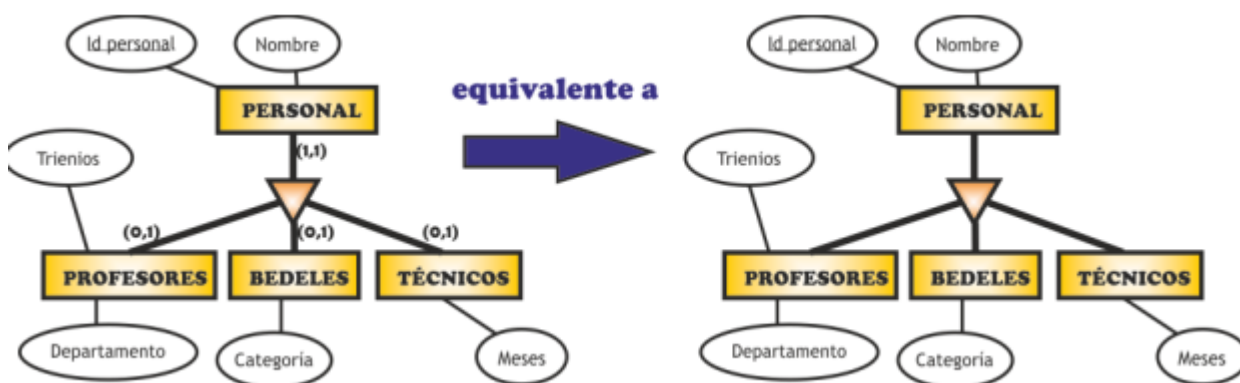 Id personal
Nombre
PERSONAL
(1,1)
Trienios
(0,1)
(0,1)
(0,1)
PROFESORES
BEDELES
TÉCNICOS
Departamento
Categoría
Meses
equivalente a
Id personal
Nombre
PERSONAL
Trienios
PROFESORES
BEDELES
TÉCNICOS
Departamento
Categoría
Meses